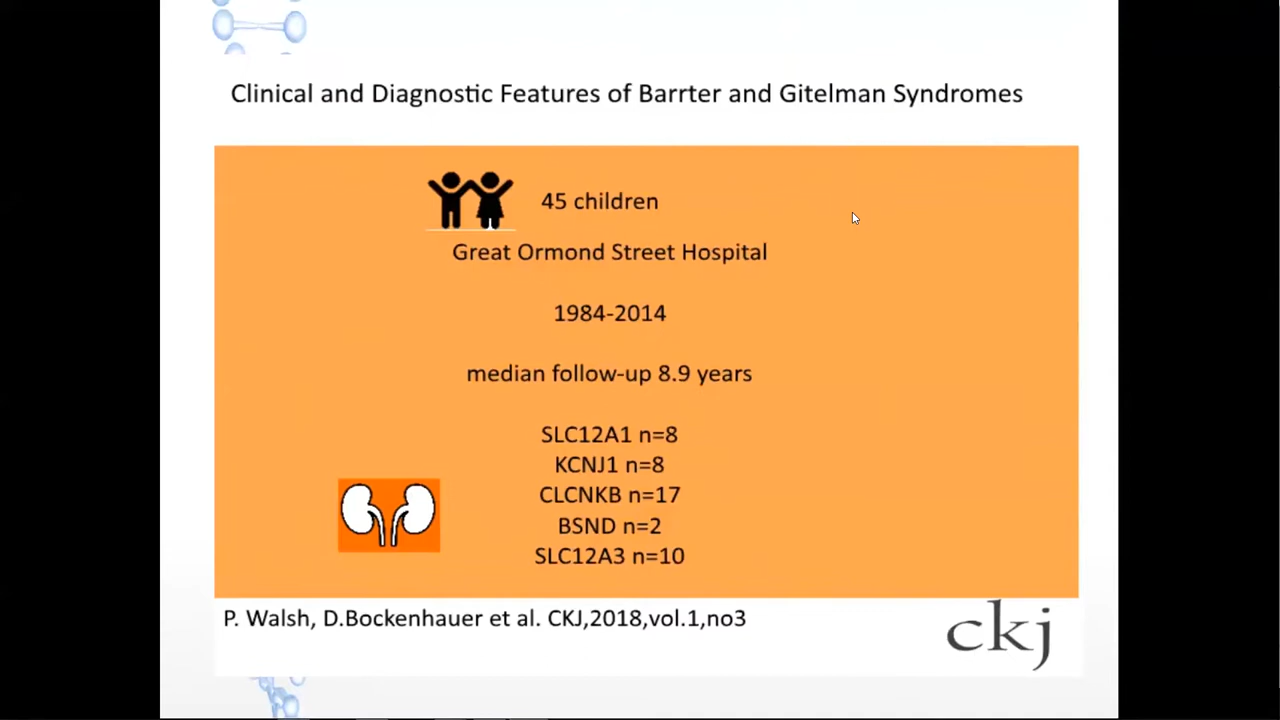 Clinical and Diagnostic Features of Barrter and Gitelman Syndromes
45 children
Great Ormond Street Hospital
1984-2014
median follow-up 8.9 years
SLC12A1 n=8
KCNJ1 n=8
CLCNKB n=17
BSND n=2
SLC12A3 n=10
P. Walsh, D.Bockenhauer et al. CKJ,2018,vol.1,no3
ckj